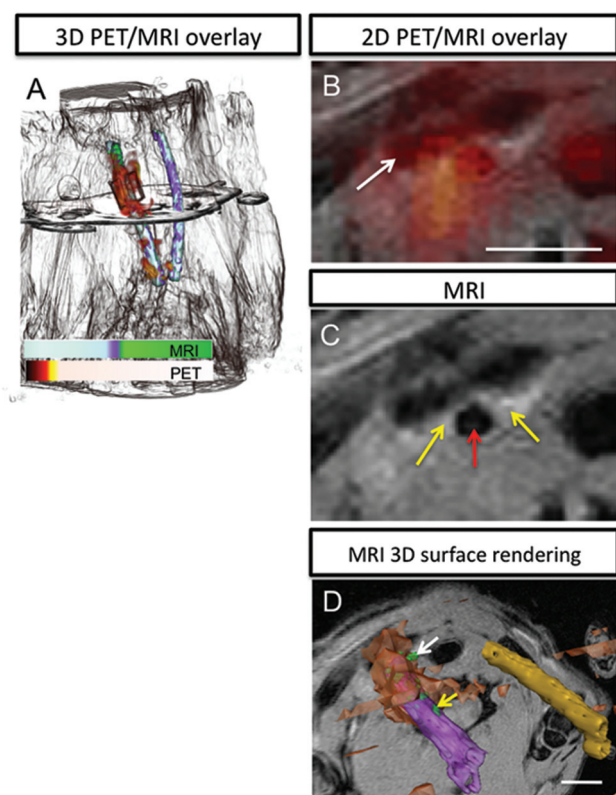 3D PET/MRI overlay
2D PET/MRI overlay
A
B
MRI
PET
MRI
C
MRI 3D surface rendering
D